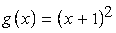 g(x) = (x + 1)²